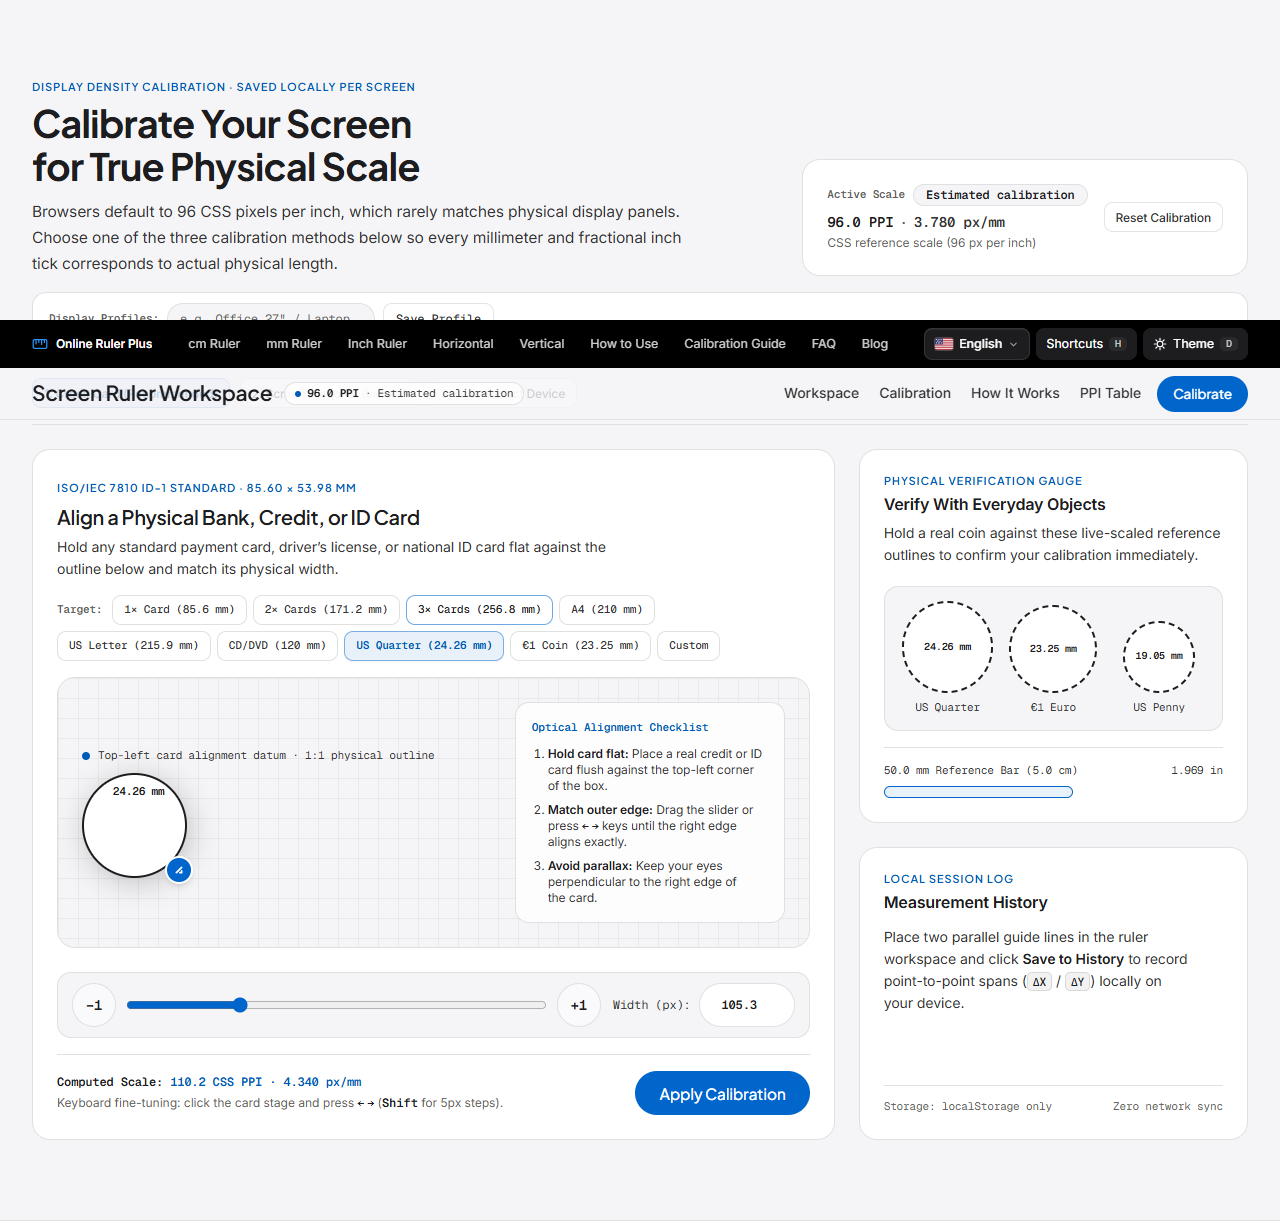 DISPLAY DENSITY CALIBRATION · SAVED LOCALLY PER SCREEN
Calibrate Your Screen
for True Physical Scale
Browsers default to 96 CSS pixels per inch, which rarely matches physical display panels.
Choose one of the three calibration methods below so every millimeter and fractional inch
tick corresponds to actual physical length.
Active Scale Estimated calibration
96.0 PPI · 3.780 px/mm
CSS reference scale (96 px per inch)
Reset Calibration
Display Profiles: e.g. Office 27" / Laptop Save Profile
Online Ruler Plus cm Ruler mm Ruler Inch Ruler Horizontal Vertical How to Use Calibration Guide FAQ Blog English Shortcuts H Theme D
Screen Ruler Workspace 96.0 PPI · Estimated calibration Device Workspace Calibration How It Works PPI Table Calibrate
ISO/IEC 7810 ID-1 STANDARD · 85.60 × 53.98 MM
Align a Physical Bank, Credit, or ID Card
Hold any standard payment card, driver's license, or national ID card flat against the
outline below and match its physical width.
Target: 1× Card (85.6 mm) 2× Cards (171.2 mm) 3× Cards (256.8 mm) A4 (210 mm)
US Letter (215.9 mm) CD/DVD (120 mm) US Quarter (24.26 mm) €1 Coin (23.25 mm) Custom
Top-left card alignment datum · 1:1 physical outline
24.26 mm
Optical Alignment Checklist
1. Hold card flat: Place a real credit or ID
card flush against the top-left corner
of the box.
2. Match outer edge: Drag the slider or
press ←→ keys until the right edge
aligns exactly.
3. Avoid parallax: Keep your eyes
perpendicular to the right edge of
the card.
−1 +1 Width (px): 105.3
Computed Scale: 110.2 CSS PPI · 4.340 px/mm
Keyboard fine-tuning: click the card stage and press ←→ (Shift for 5px steps).
Apply Calibration
PHYSICAL VERIFICATION GAUGE
Verify With Everyday Objects
Hold a real coin against these live-scaled reference
outlines to confirm your calibration immediately.
24.26 mm 23.25 mm 19.05 mm
US Quarter €1 Euro US Penny
50.0 mm Reference Bar (5.0 cm) 1.969 in
LOCAL SESSION LOG
Measurement History
Place two parallel guide lines in the ruler
workspace and click Save to History to record
point-to-point spans (ΔX / ΔY) locally on
your device.
Storage: localStorage only Zero network sync